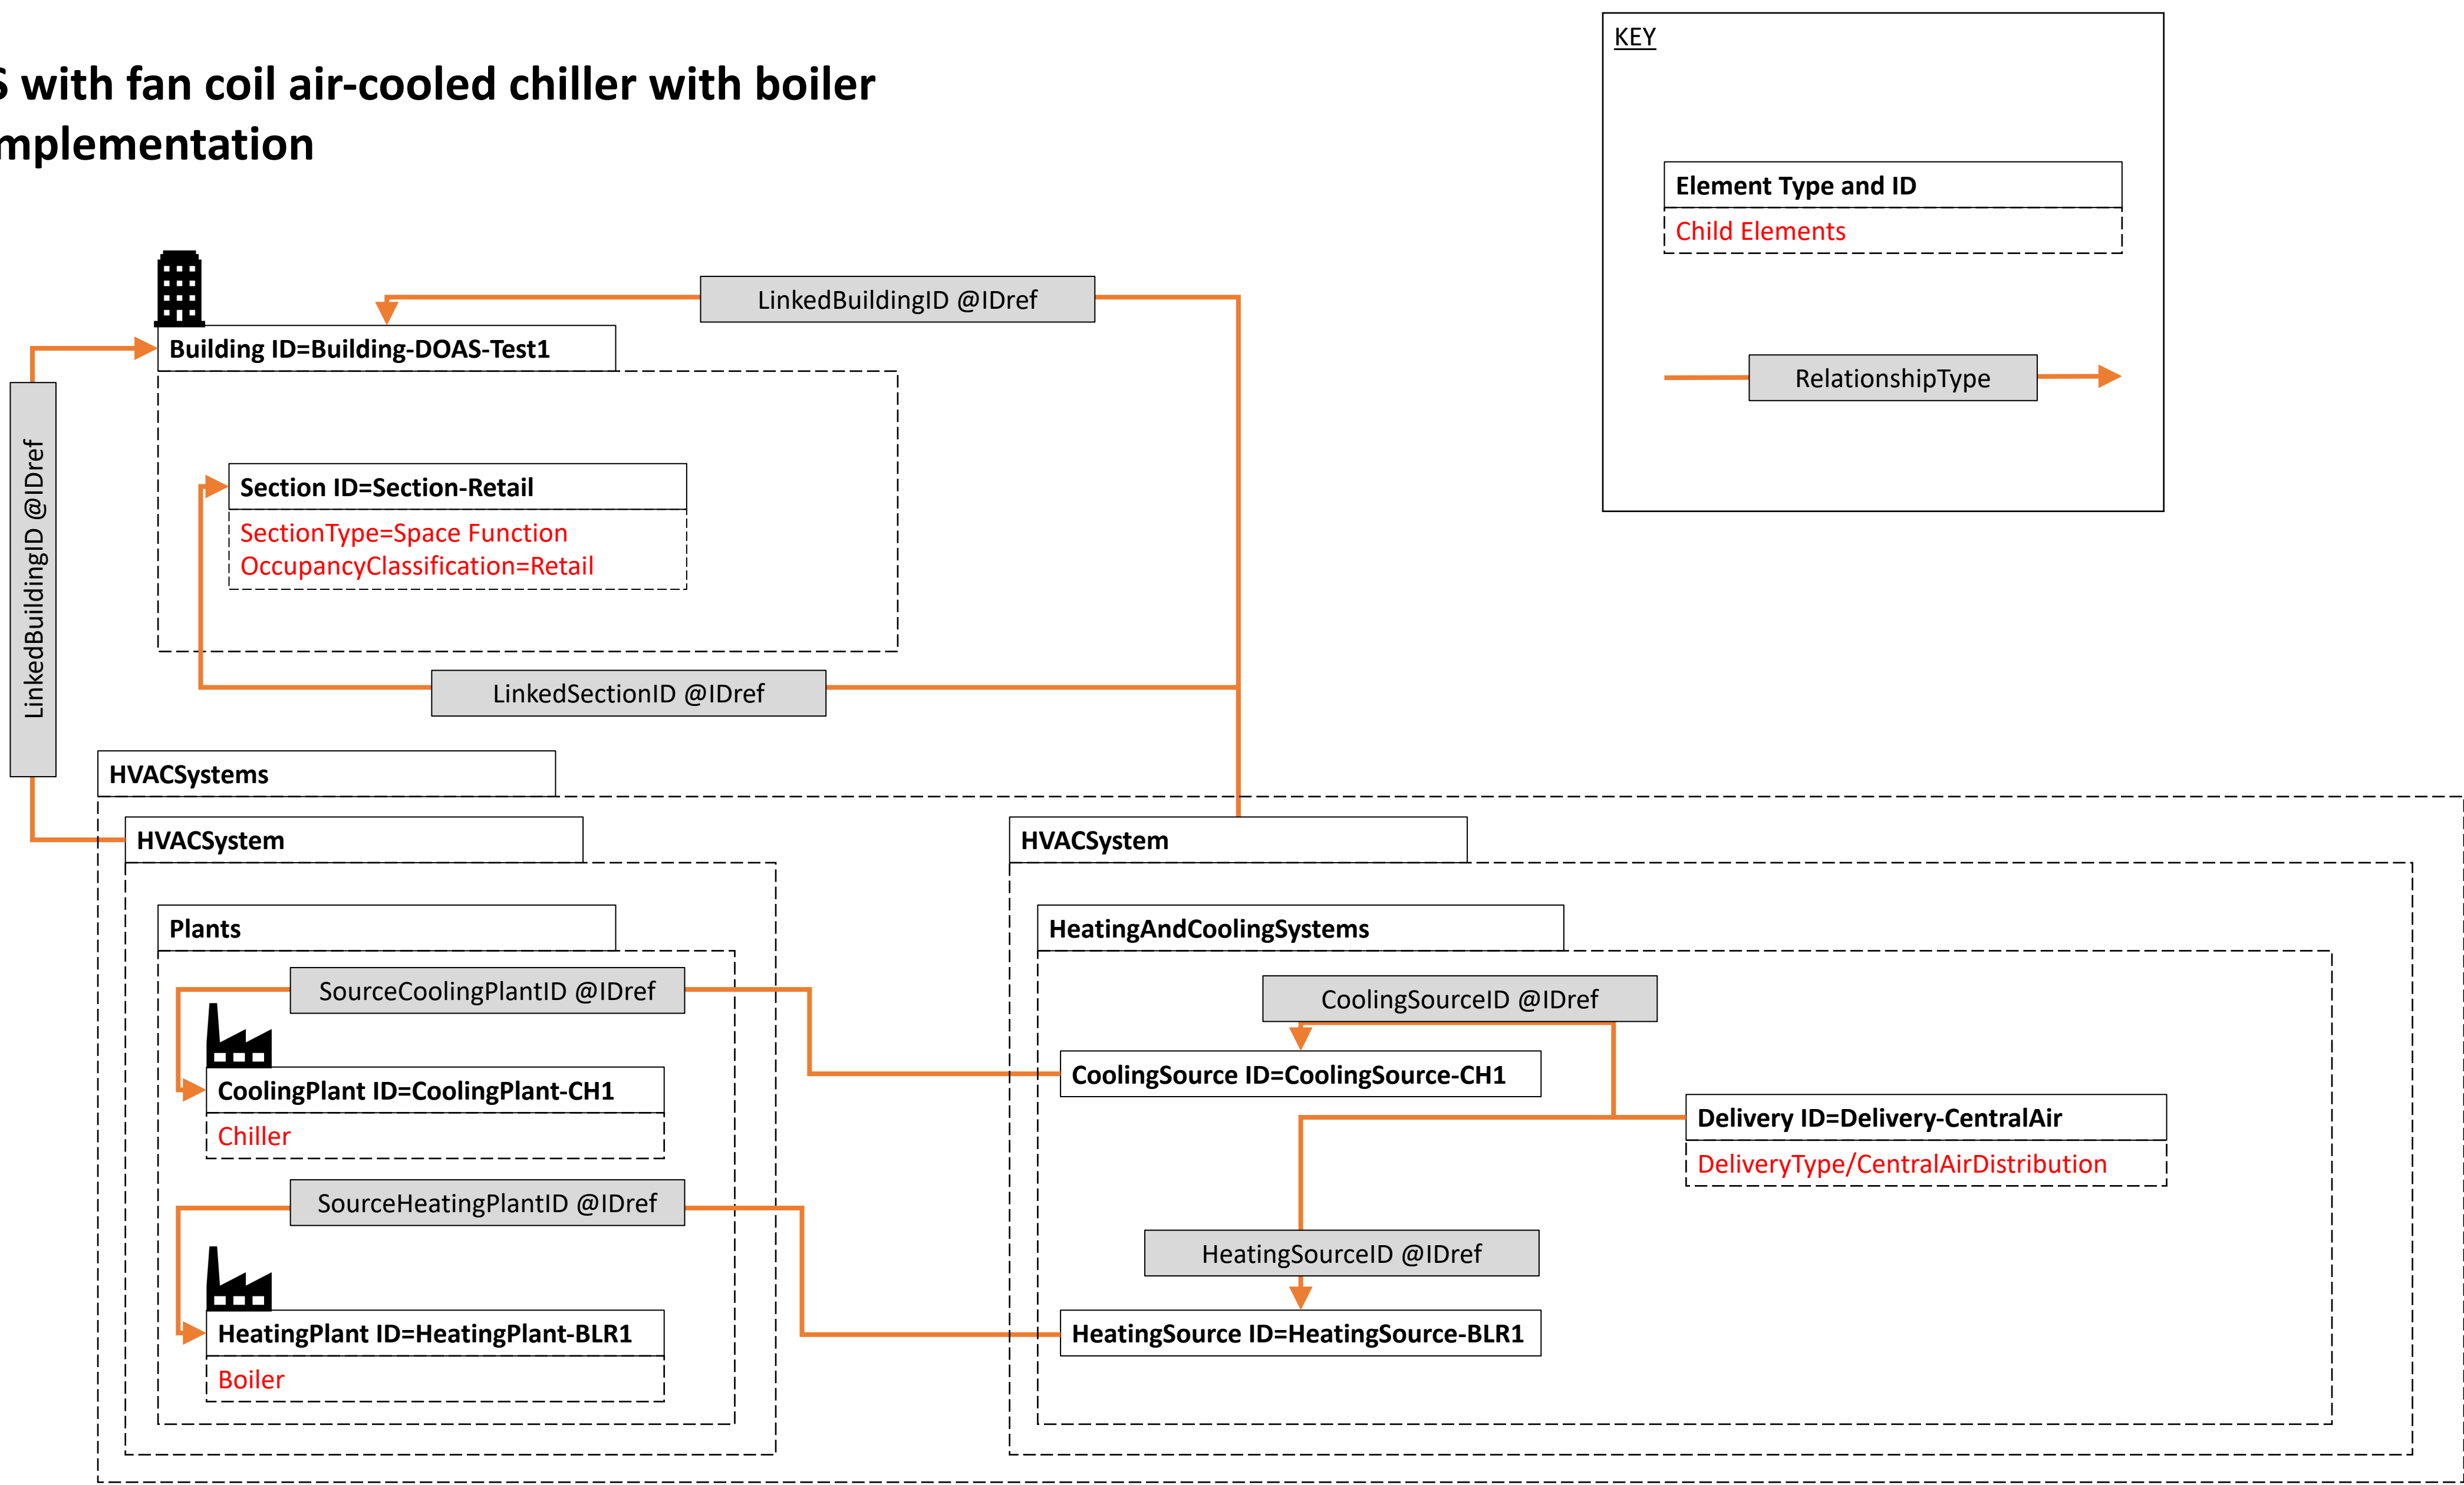 S with fan coil air-cooled chiller with boiler
mplementation
KEY
Element Type and ID
Child Elements
RelationshipType
LinkedBuildingID @IDref
Building ID=Building-DOAS-Test1
LinkedBuildingID @IDref
Section ID=Section-Retail
SectionType=Space Function
OccupancyClassification=Retail
LinkedSectionID @IDref
HVACSystems
HVACSystem
Plants
SourceCoolingPlantID @IDref
CoolingPlant ID=CoolingPlant-CH1
Chiller
SourceHeatingPlantID @IDref
HeatingPlant ID=HeatingPlant-BLR1
Boiler
HVACSystem
HeatingAndCoolingSystems
CoolingSourceID @IDref
CoolingSource ID=CoolingSource-CH1
Delivery ID=Delivery-CentralAir
DeliveryType/CentralAirDistribution
HeatingSourceID @IDref
HeatingSource ID=HeatingSource-BLR1